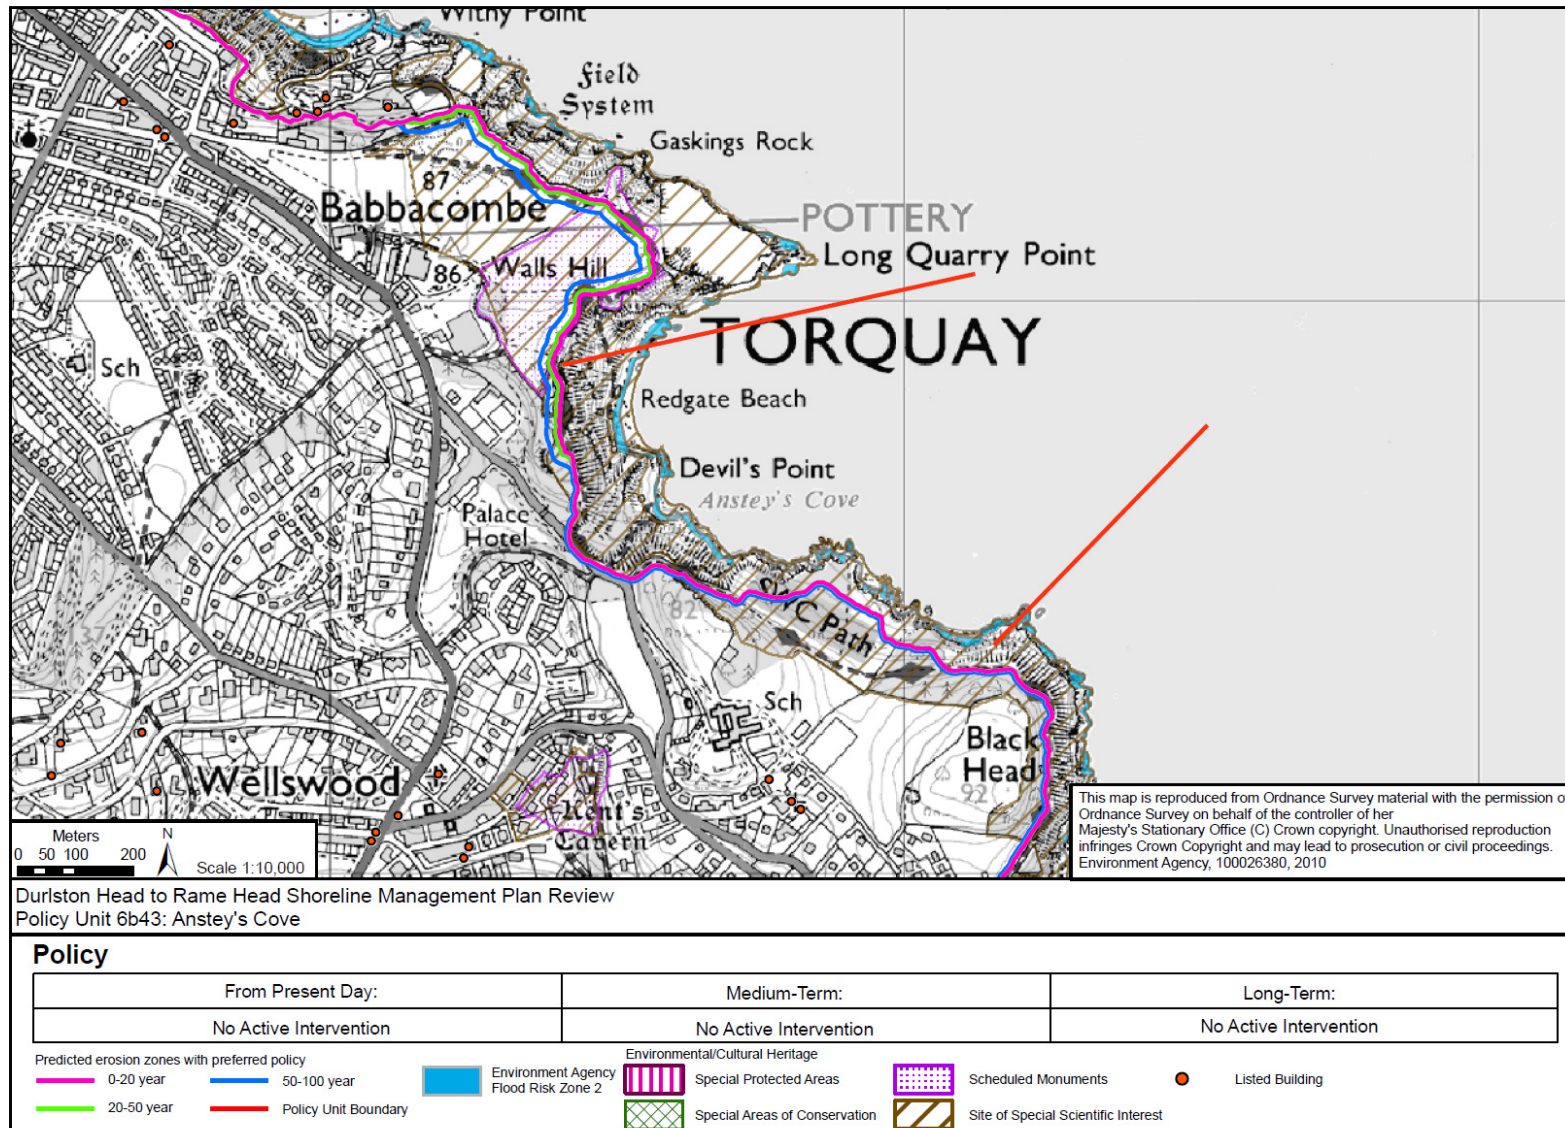 Withy Point
Field
System
Gaskings Rock
87
Babbacombe
POTTERY
Long Quarry Point
86
Walls Hill
TORQUAY
Sch
Redgate Beach
Devil's Point
Anstey's Cove
Palace
Hotel
82
SWC Path
137
Sch
Black
Head
92
Wellswood
Kent's
Cavern
Meters
N
0 50 100 200
Scale 1:10,000
This map is reproduced from Ordnance Survey material with the permission o
Ordnance Survey on behalf of the controller of her
Majesty's Stationary Office (C) Crown copyright. Unauthorised reproduction
infringes Crown Copyright and may lead to prosecution or civil proceedings.
Environment Agency, 100026380, 2010
Durlston Head to Rame Head Shoreline Management Plan Review
Policy Unit 6b43: Anstey's Cove
Policy
From Present Day: Medium-Term: Long-Term:
No Active Intervention No Active Intervention No Active Intervention
Predicted erosion zones with preferred policy
0-20 year
50-100 year
20-50 year
Policy Unit Boundary
Environment Agency
Flood Risk Zone 2
Environmental/Cultural Heritage
Special Protected Areas
Scheduled Monuments
Listed Building
Special Areas of Conservation
Site of Special Scientific Interest